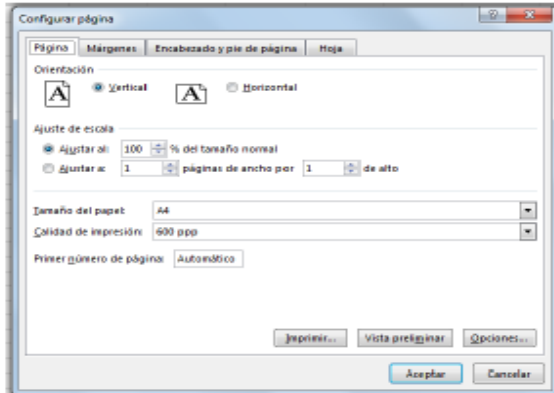 Configurar página
Página Márgenes Encabezado y pie de página Hoja
Orientación
A Vertical A Horizontal
Ajuste de escala
Ajustar al: 100 % del tamaño normal
Ajustar a: 1 páginas de ancho por 1 de alto
Tamaño del papel: A4
Calidad de impresión: 600 ppp
Primer número de página: Automático
Imprimir... Vista preliminar Opciones...
Aceptar Cancelar